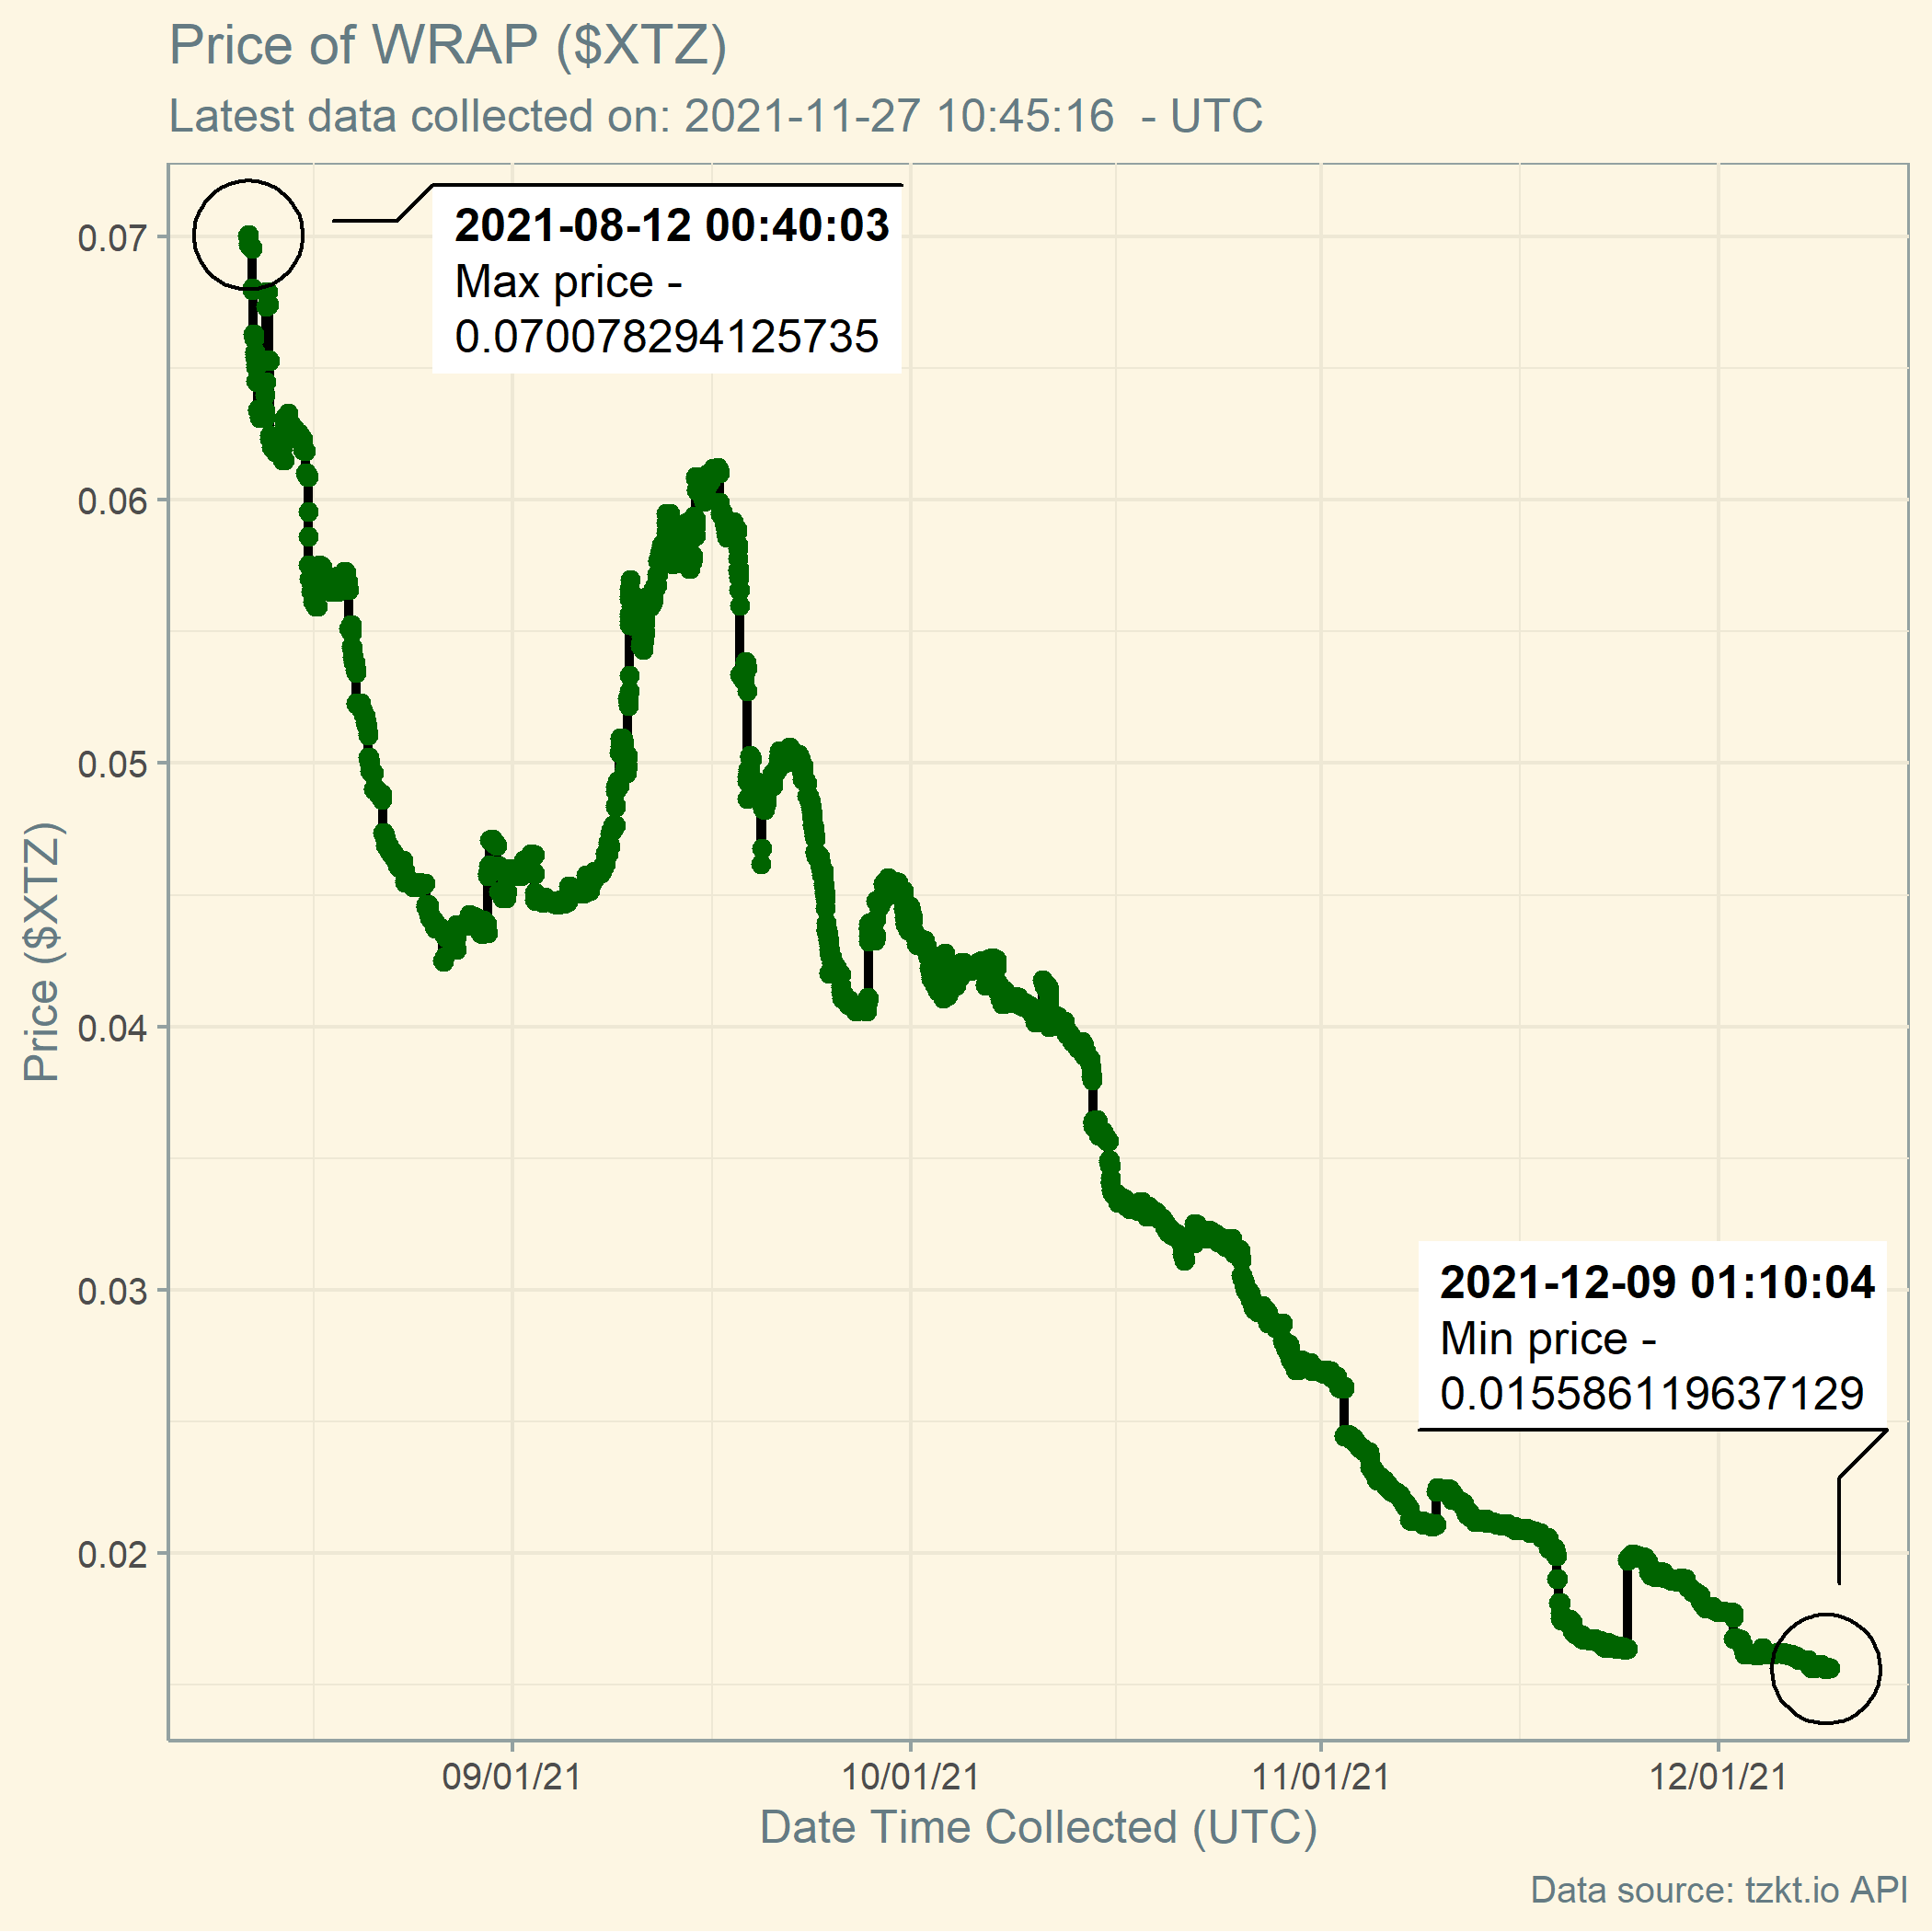 Price of WRAP ($XTZ)
Latest data collected on: 2021-11-27 10:45:16  - UTC
2021-08-12 00:40:03
Max price -
0.070078294125735
0.07
0.06
0.05
0.04
0.03
0.02
Price ($XTZ)
2021-12-09 01:10:04
Min price -
0.015586119637129
09/01/21
10/01/21
11/01/21
12/01/21
Date Time Collected (UTC)
Data source: tzkt.io API